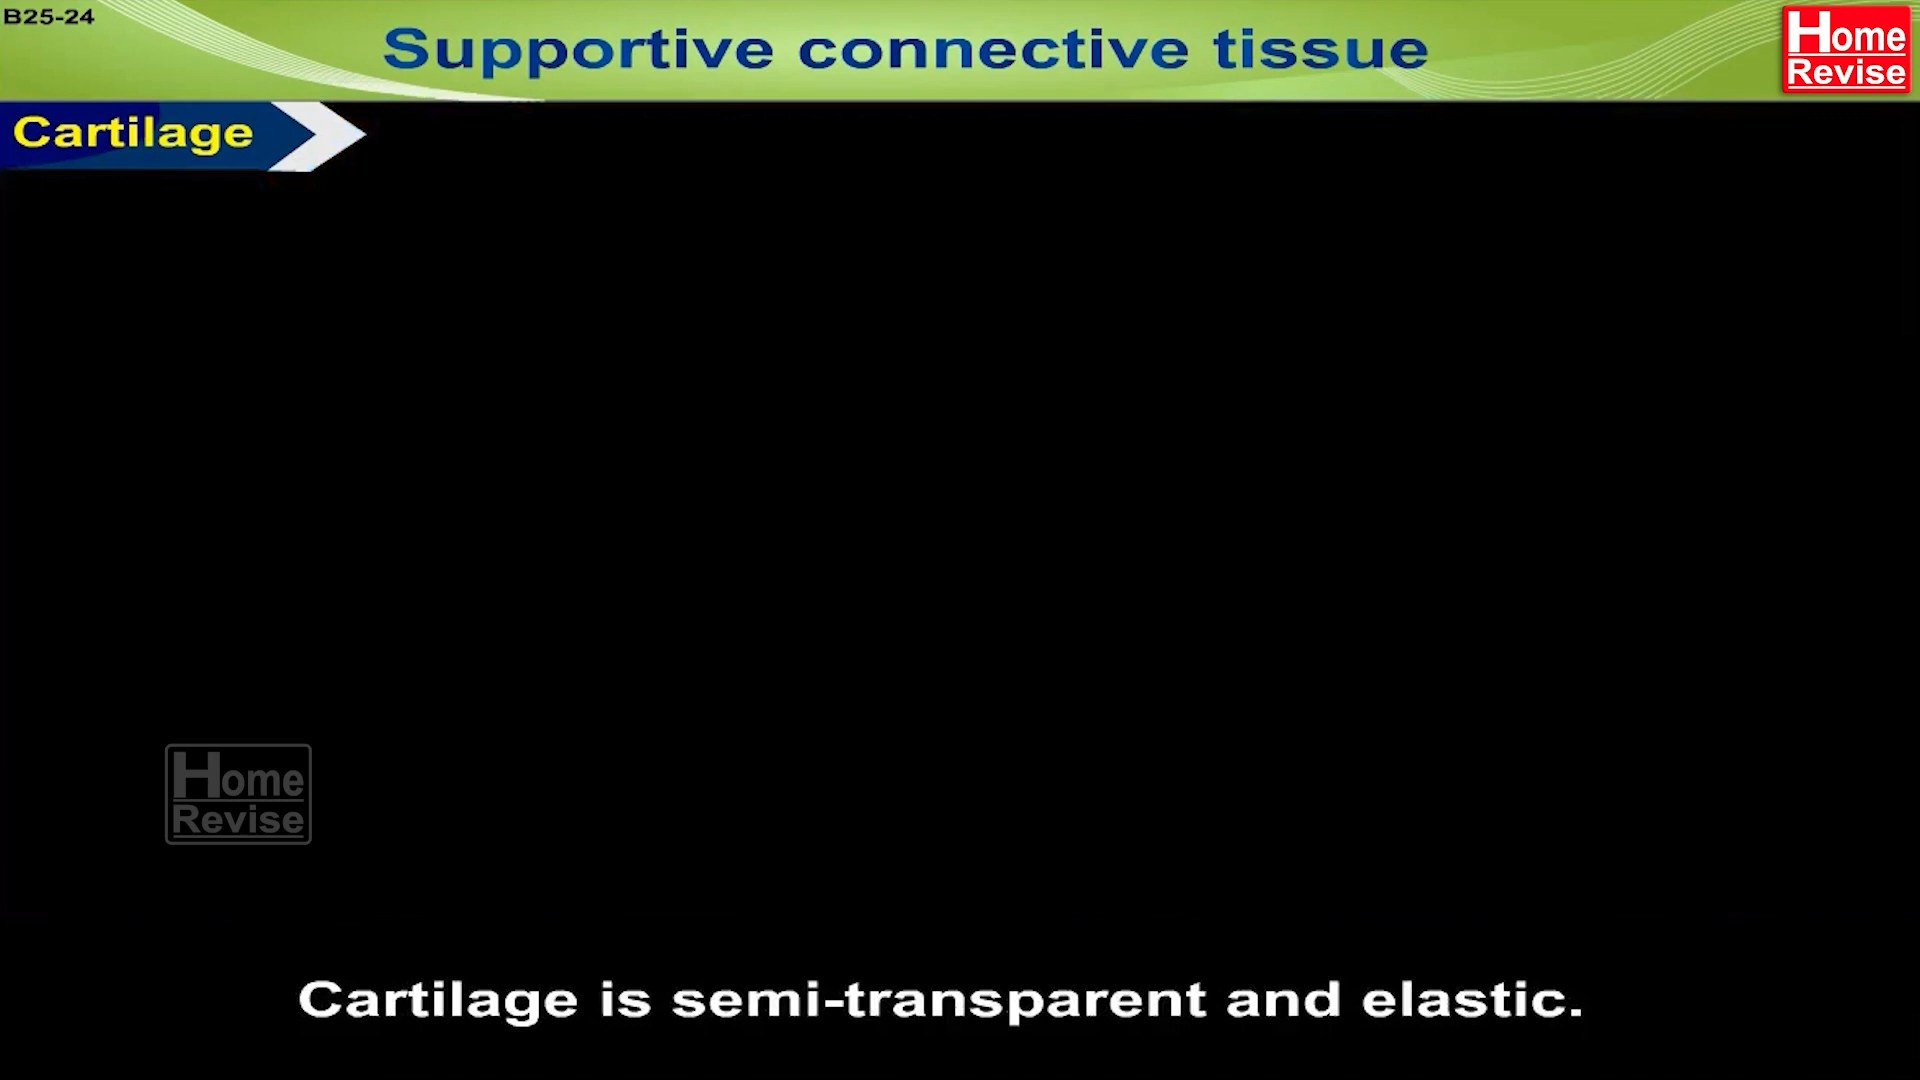 B25-24
Supportive connective tissue
Home
Revise
Cartilage
Home
Revise
Cartilage is semi-transparent and elastic.